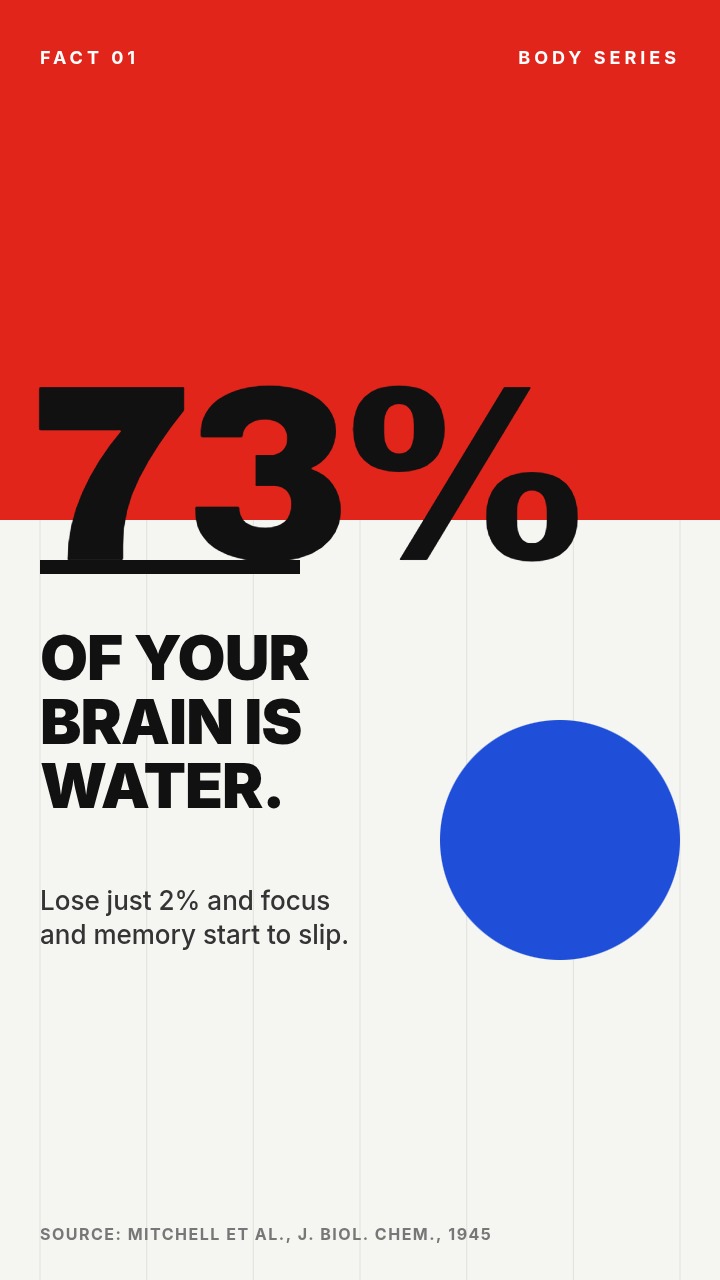 FACT 01
BODY SERIES
73%
OF YOUR
BRAIN IS
WATER.
Lose just 2% and focus
and memory start to slip.
SOURCE: MITCHELL ET AL., J. BIOL. CHEM., 1945